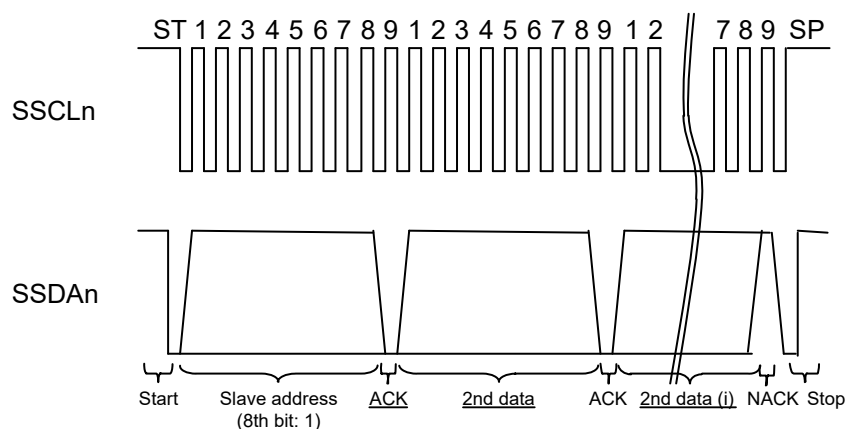 ST 1 2 3 4 5 6 7 8 9 1 2 3 4 5 6 7 8 9 1 2 7 8 9 SP
SSCLn
SSDAn
Start Slave address ACK 2nd data ACK 2nd data (i) NACK Stop
(8th bit: 1)